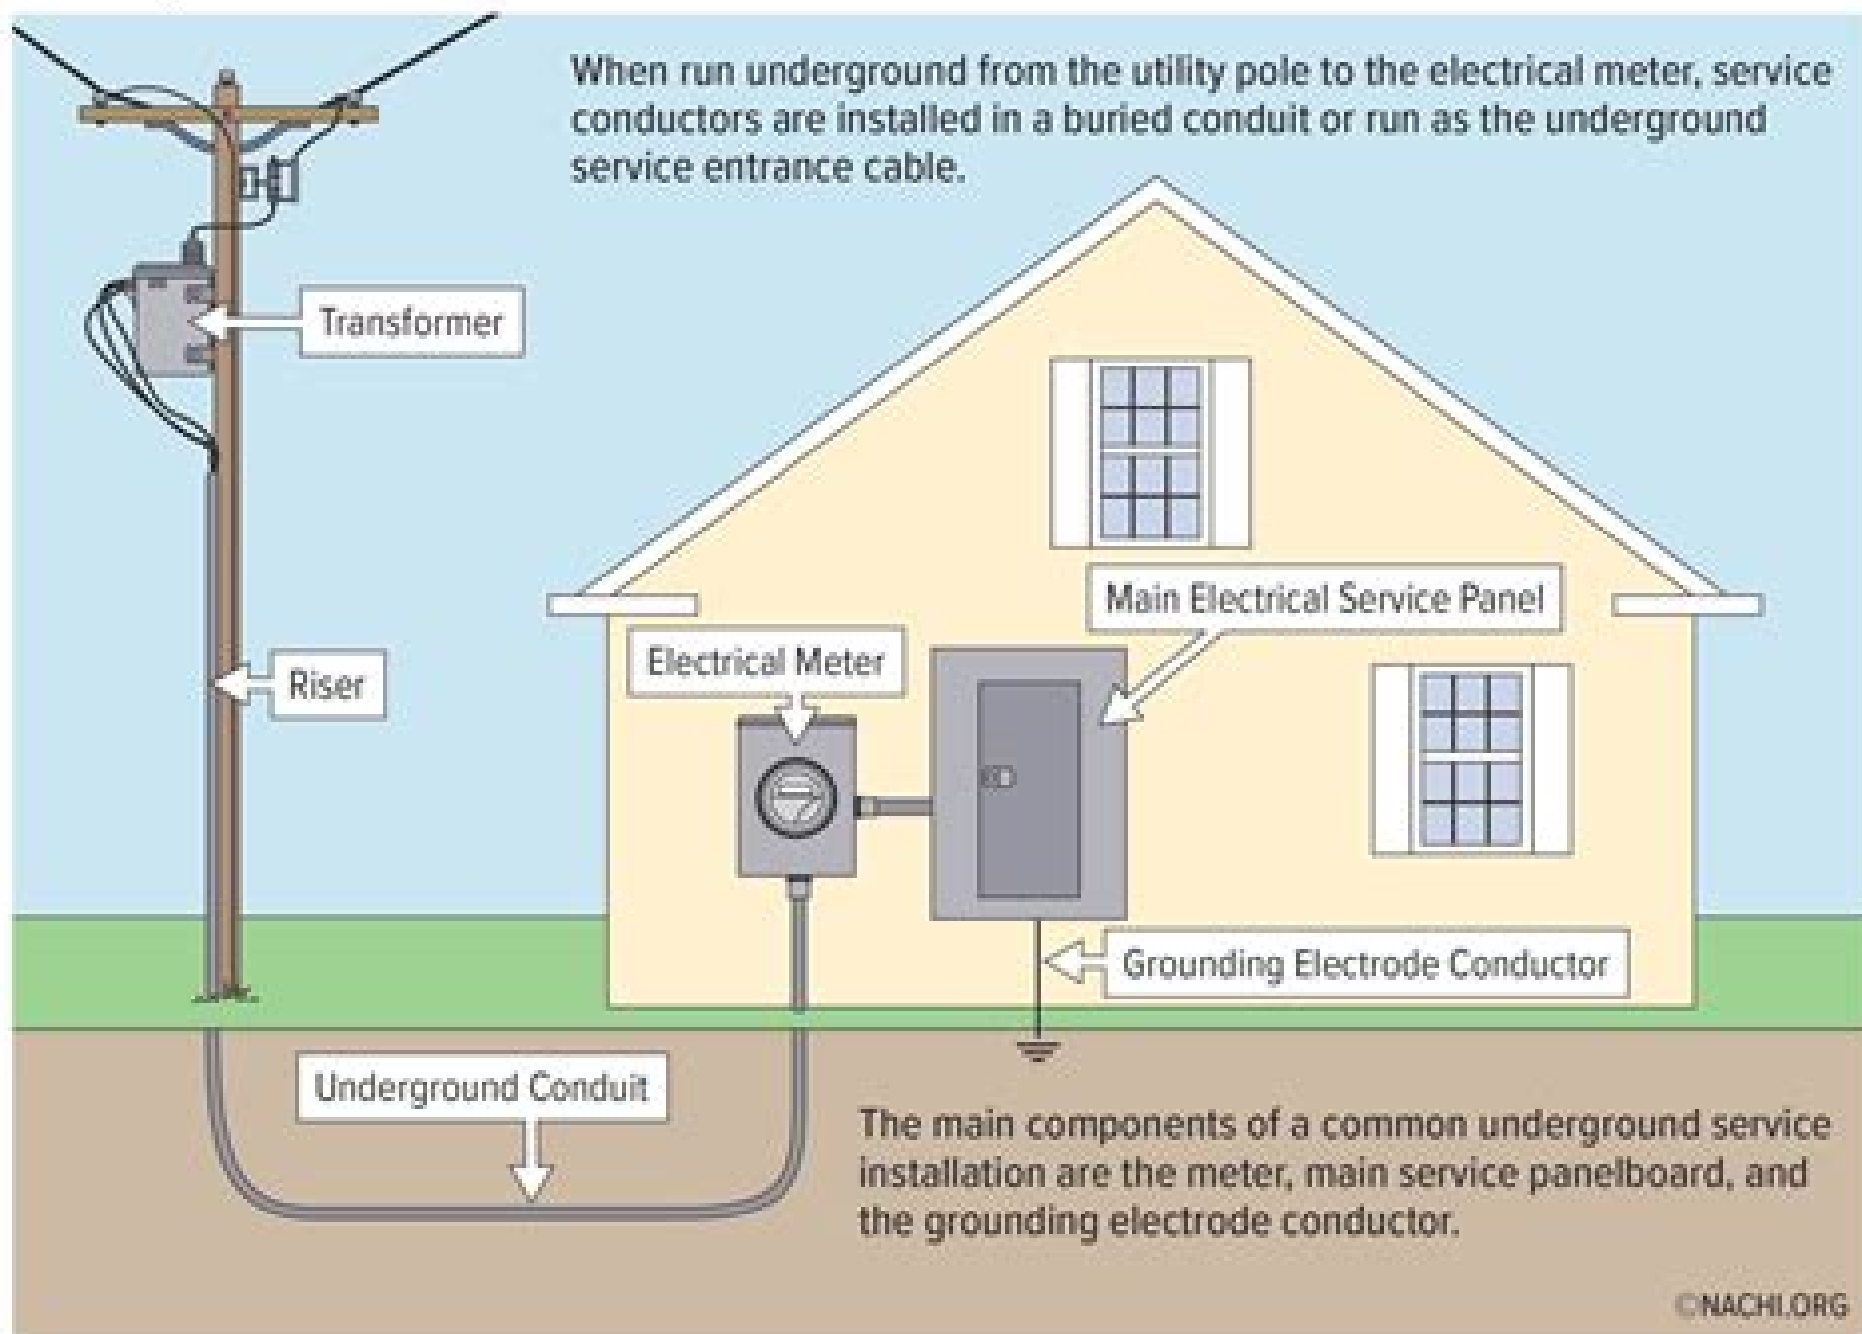 When run underground from the utility pole to the electrical meter, service
conductors are installed in a buried conduit or run as the underground
service entrance cable.
Transformer
Main Electrical Service Panel
Electrical Meter
Riser
Grounding Electrode Conductor
Underground Conduit
The main components of a common underground service
installation are the meter, main service panelboard, and
the grounding electrode conductor.
©NACHI.ORG